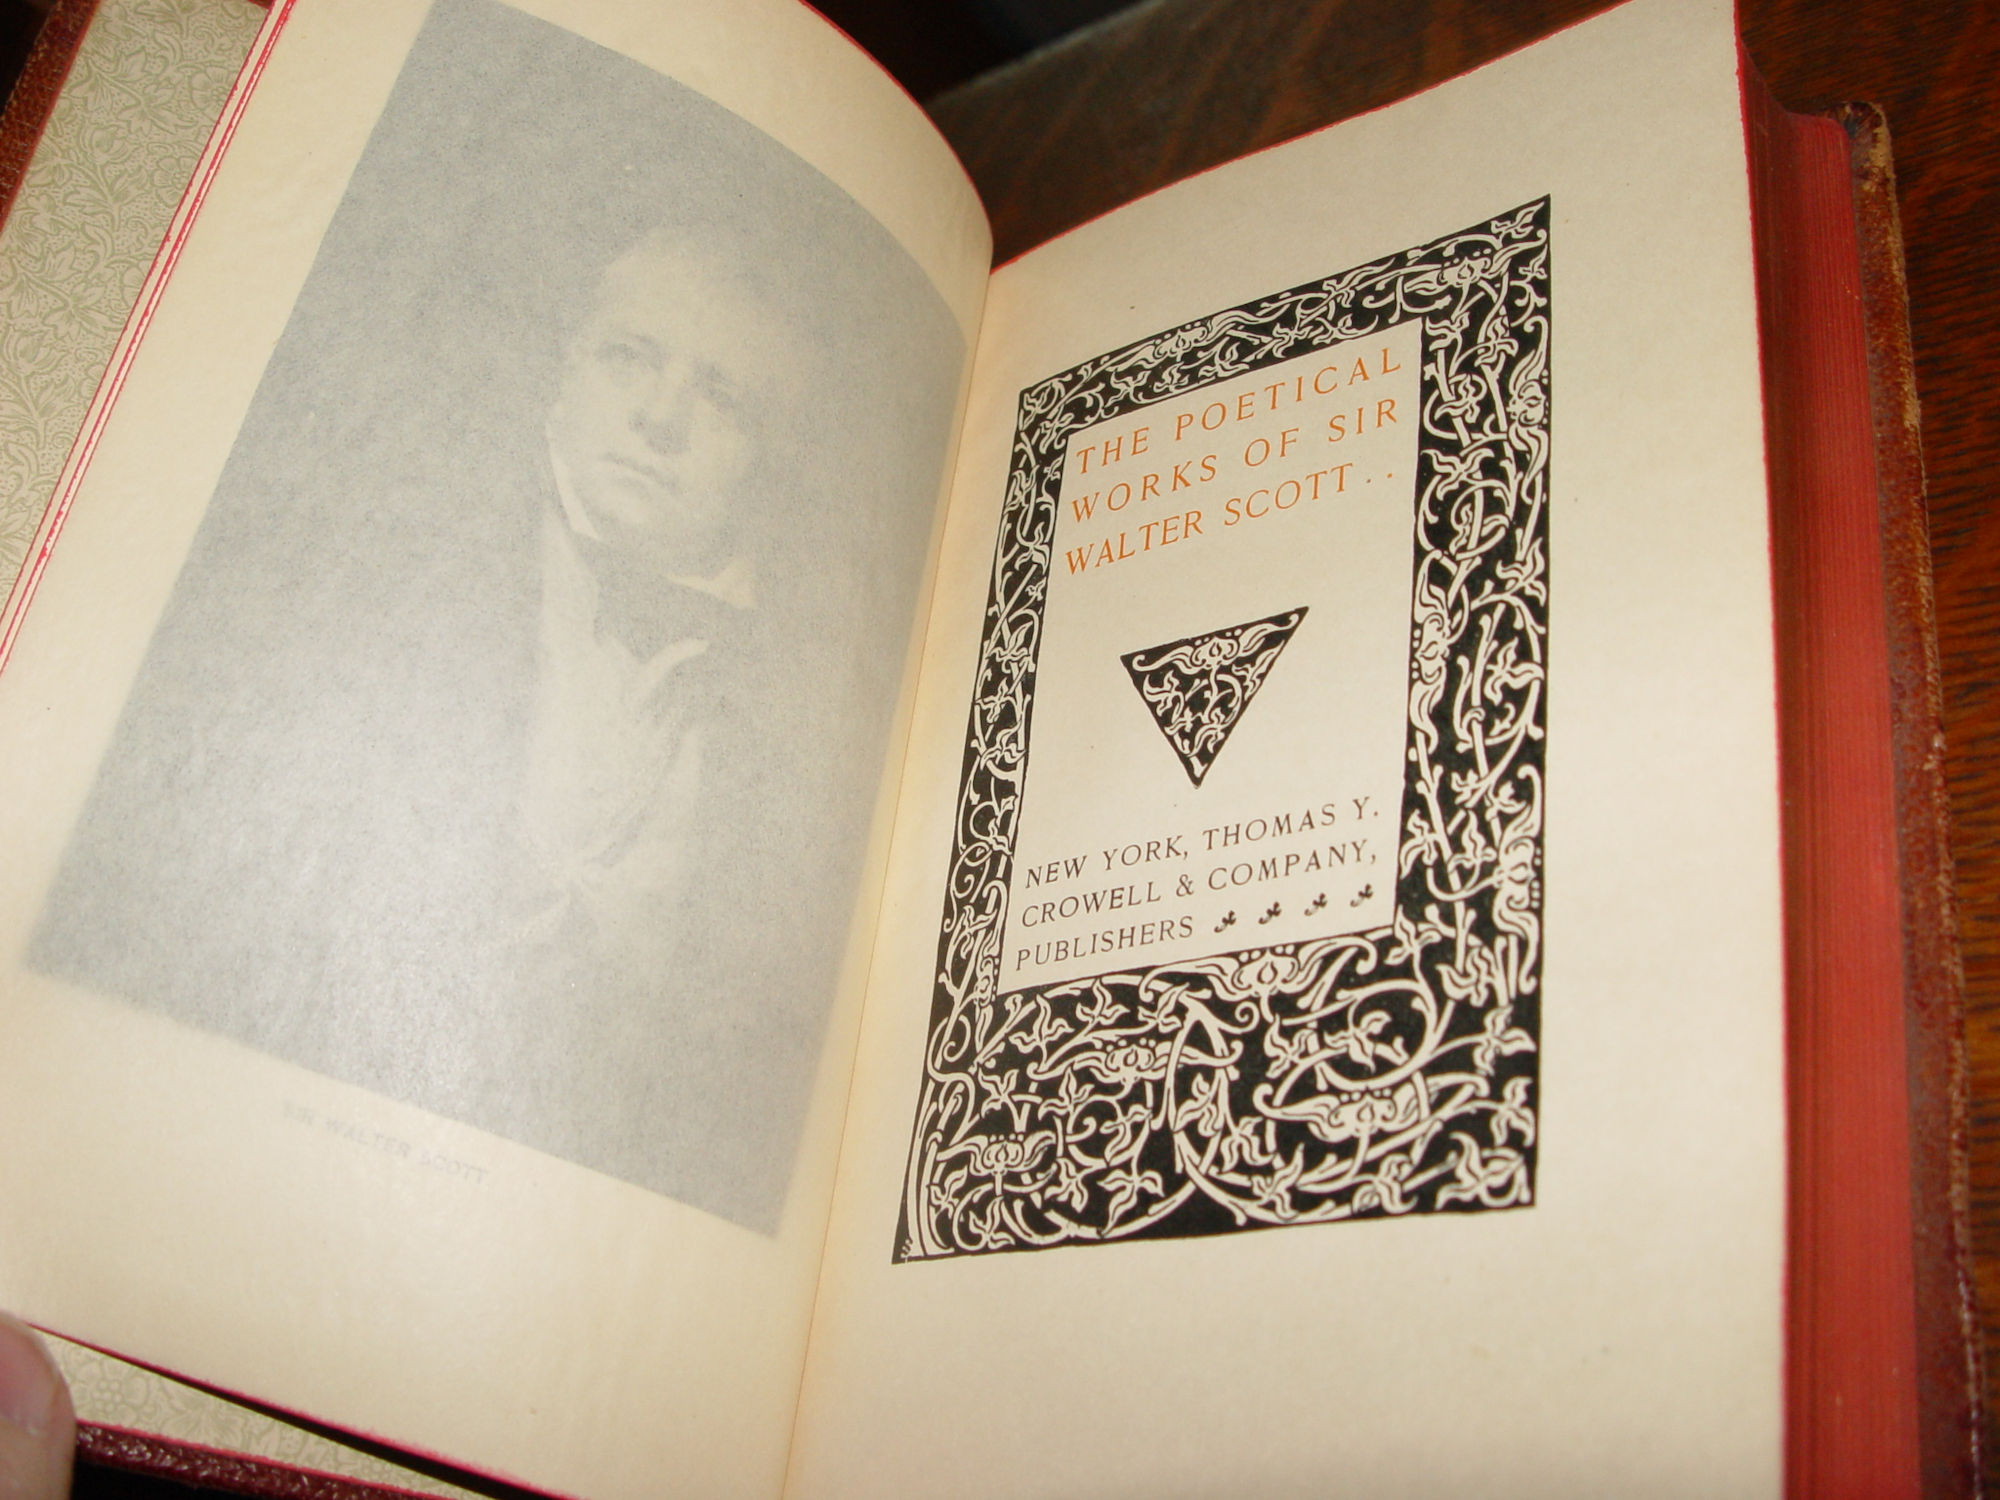 SIR WALTER SCOTT
THE POETICAL
WORKS OF SIR
WALTER SCOTT . .
NEW YORK, THOMAS Y.
CROWELL & COMPANY,
PUBLISHERS